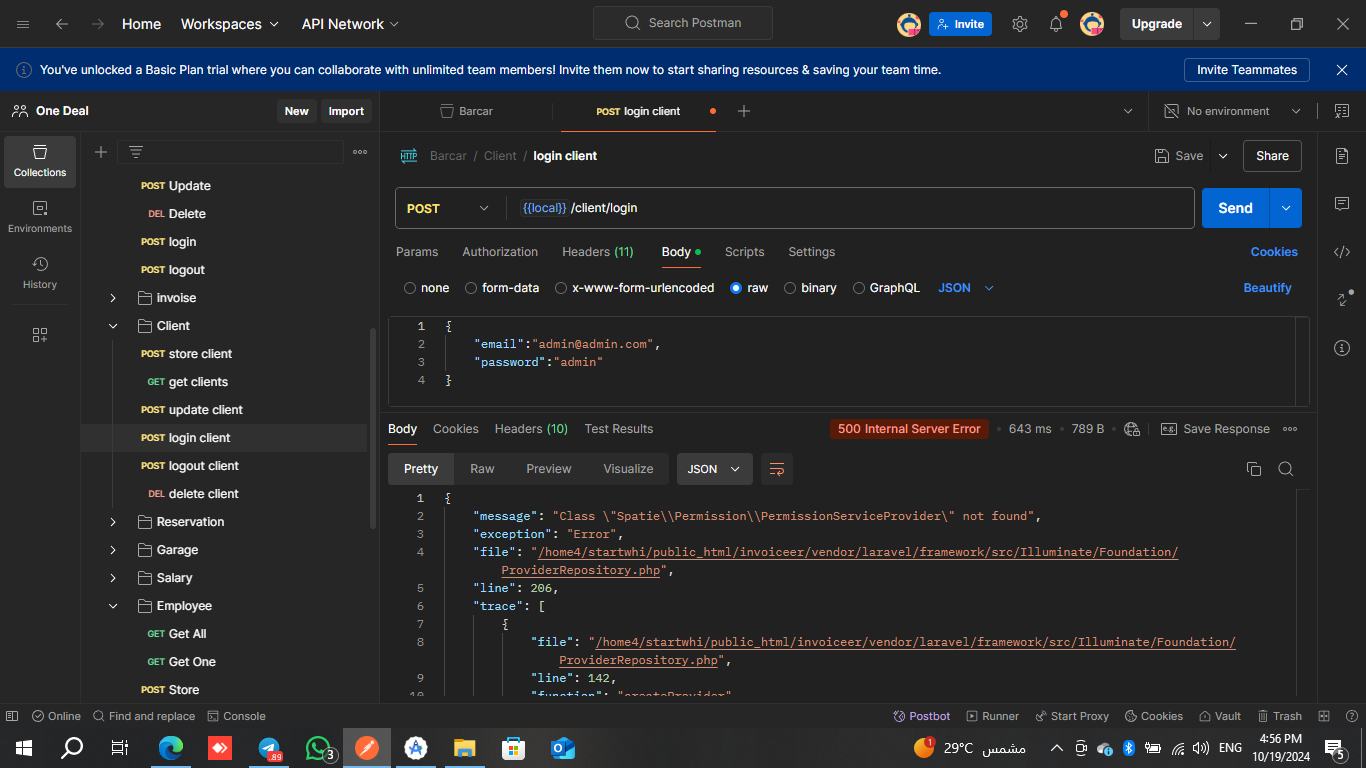 Home Workspaces API Network Search Postman Invite Upgrade
You've unlocked a Basic Plan trial where you can collaborate with unlimited team members! Invite them now to start sharing resources & saving your team time. Invite Teammates
One Deal New Import Barcar POST login client No environment
Collections
Environments
History
POST Update
DEL Delete
POST login
POST logout
invoise
Client
POST store client
GET get clients
POST update client
POST login client
POST logout client
DEL delete client
Reservation
Garage
Salary
Employee
GET Get All
GET Get One
POST Store
HTTP Barcar / Client / login client Save Share
POST {{local}} /client/login Send
Params Authorization Headers (11) Body Scripts Settings Cookies
none form-data x-www-form-urlencoded raw binary GraphQL JSON Beautify
1 {
2 "email":"admin@admin.com",
3 "password":"admin"
4 }
Body Cookies Headers (10) Test Results 500 Internal Server Error 643 ms 789 B e.g. Save Response
Pretty Raw Preview Visualize JSON
1 {
2 "message": "Class \"Spatie\\Permission\\PermissionServiceProvider\" not found",
3 "exception": "Error",
4 "file": "/home4/startwhi/public_html/invoiceer/vendor/laravel/framework/src/Illuminate/Foundation/
ProviderRepository.php",
5 "line": 206,
6 "trace": [
7 {
8 "file": "/home4/startwhi/public_html/invoiceer/vendor/laravel/framework/src/Illuminate/Foundation/
ProviderRepository.php",
9 "line": 142,
10 "function": "createProvider"
Online Find and replace Console Postbot Runner Start Proxy Cookies Vault Trash
.89 3 1 29°C مشمس ENG 4:56 PM
10/19/2024 5